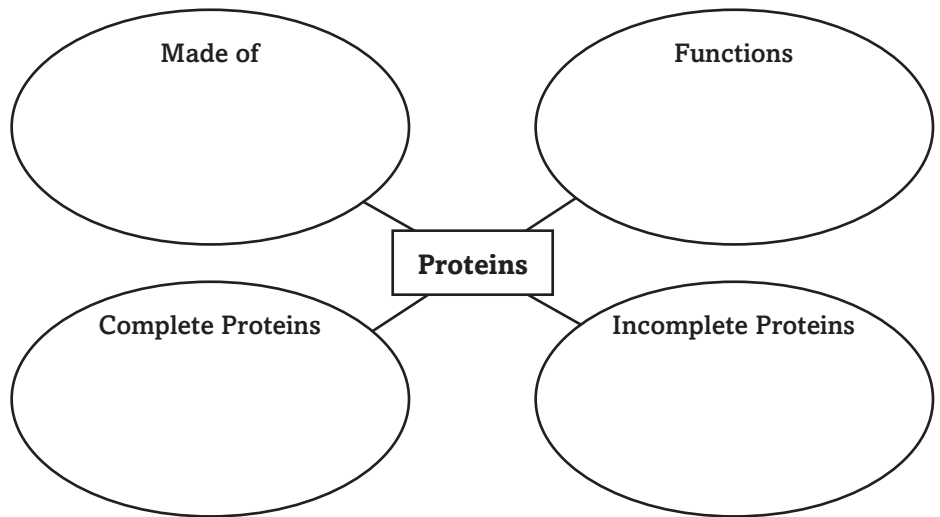 Made of
Functions
Proteins
Complete Proteins
Incomplete Proteins